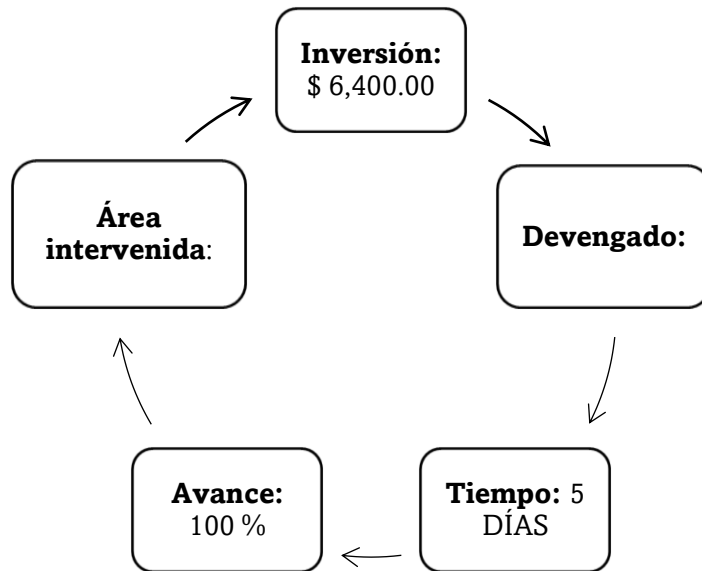 Inversión:
$ 6,400.00
Devengado:
Tiempo: 5
DÍAS
Avance:
100 %
Área
intervenida: